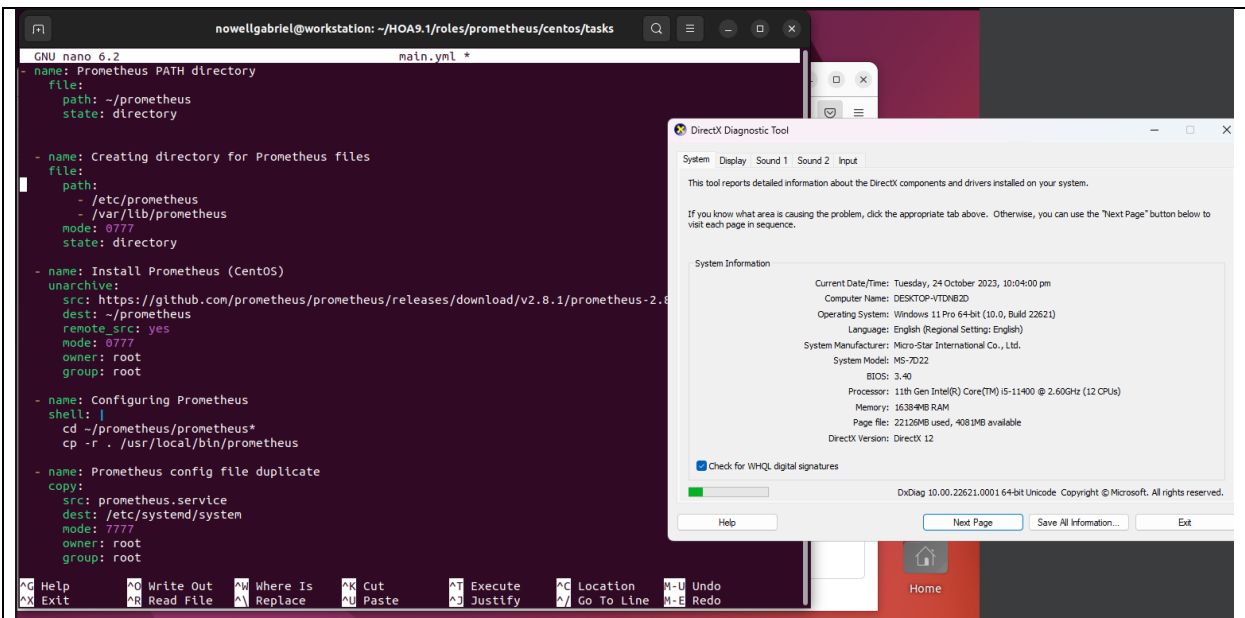 nowellgabriel@workstation: ~/HOA9.1/roles/prometheus/centos/tasks
GNU nano 6.2 main.yml *
- name: Prometheus PATH directory
file:
path: ~/prometheus
state: directory
- name: Creating directory for Prometheus files
file:
path:
- /etc/prometheus
- /var/lib/prometheus
mode: 0777
state: directory
- name: Install Prometheus (CentOS)
unarchive:
src: https://github.com/prometheus/prometheus/releases/download/v2.8.1/prometheus-2.8
dest: ~/prometheus
remote_src: yes
mode: 0777
owner: root
group: root
- name: Configuring Prometheus
shell: |
cd ~/prometheus/prometheus*
cp -r . /usr/local/bin/prometheus
- name: Prometheus config file duplicate
copy:
src: prometheus.service
dest: /etc/systemd/system
mode: 7777
owner: root
group: root
^G Help ^O Write Out ^W Where Is ^K Cut ^T Execute ^C Location M-U Undo
^X Exit ^R Read File ^\ Replace ^U Paste ^J Justify ^/ Go To Line M-E Redo
DirectX Diagnostic Tool
System Display Sound 1 Sound 2 Input
This tool reports detailed information about the DirectX components and drivers installed on your system.
If you know what area is causing the problem, click the appropriate tab above. Otherwise, you can use the "Next Page" button below to
visit each page in sequence.
System Information
Current Date/Time: Tuesday, 24 October 2023, 10:04:00 pm
Computer Name: DESKTOP-VTDNB2D
Operating System: Windows 11 Pro 64-bit (10.0, Build 22621)
Language: English (Regional Setting: English)
System Manufacturer: Micro-Star International Co., Ltd.
System Model: MS-7D22
BIOS: 3.40
Processor: 11th Gen Intel(R) Core(TM) i5-11400 @ 2.60GHz (12 CPUs)
Memory: 16384MB RAM
Page file: 22126MB used, 4081MB available
DirectX Version: DirectX 12
Check for WHQL digital signatures
DxDiag 10.00.22621.0001 64-bit Unicode Copyright © Microsoft. All rights reserved.
Help Next Page Save All Information... Exit
Home